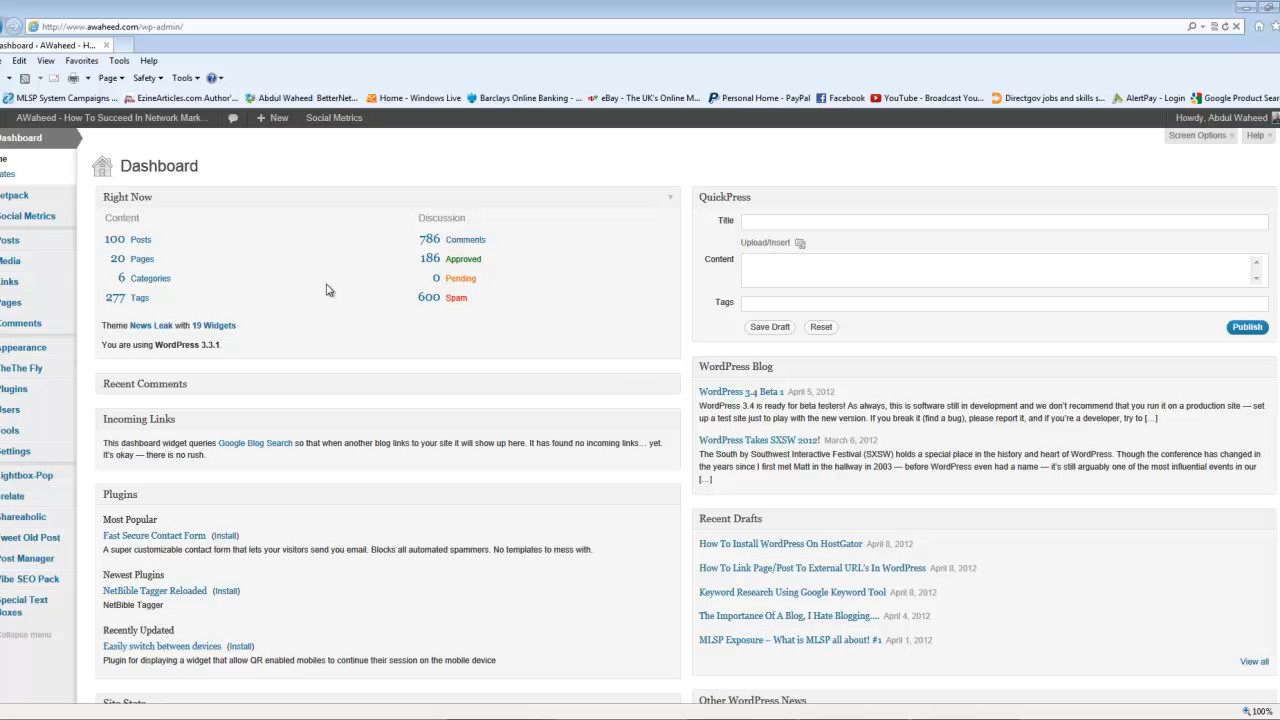 http://www.awaheed.com/wp-admin/
ashboard ‹ AWaheed - H...
Edit View Favorites Tools Help
Page Safety Tools
MLSP System Campaigns ... EzineArticles.com Author'... Abdul Waheed BetterNet... Home - Windows Live Barclays Online Banking - ... eBay - The UK's Online M... Personal Home - PayPal Facebook YouTube - Broadcast You... Directgov jobs and skills s... AlertPay - Login Google Product Sear
AWaheed - How To Succeed In Network Mark... + New Social Metrics Howdy, Abdul Waheed
Screen Options Help
Dashboard
me
ates
etpack
Social Metrics
Posts
Media
inks
Pages
Comments
Appearance
TheThe Fly
Plugins
Users
Tools
Settings
ightbox-Pop
relate
Shareaholic
Tweet Old Post
Post Manager
Vibe SEO Pack
Special Text
Boxes
Collapse menu
Dashboard
Right Now
Content Discussion
100 Posts 786 Comments
20 Pages 186 Approved
6 Categories 0 Pending
277 Tags 600 Spam
Theme News Leak with 19 Widgets
You are using WordPress 3.3.1.
Recent Comments
Incoming Links
This dashboard widget queries Google Blog Search so that when another blog links to your site it will show up here. It has found no incoming links... yet.
It's okay — there is no rush.
Plugins
Most Popular
Fast Secure Contact Form (Install)
A super customizable contact form that lets your visitors send you email. Blocks all automated spammers. No templates to mess with.
Newest Plugins
NetBible Tagger Reloaded (Install)
NetBible Tagger
Recently Updated
Easily switch between devices (Install)
Plugin for displaying a widget that allow QR enabled mobiles to continue their session on the mobile device
Site Stats
QuickPress
Title
Upload/Insert
Content
Tags
Save Draft Reset Publish
WordPress Blog
WordPress 3.4 Beta 1 April 5, 2012
WordPress 3.4 is ready for beta testers! As always, this is software still in development and we don't recommend that you run it on a production site — set
up a test site just to play with the new version. If you break it (find a bug), please report it, and if you're a developer, try to [...]
WordPress Takes SXSW 2012! March 6, 2012
The South by Southwest Interactive Festival (SXSW) holds a special place in the history and heart of WordPress. Though the conference has changed in
the years since I first met Matt in the hallway in 2003 — before WordPress even had a name — it's still arguably one of the most influential events in our
[...]
Recent Drafts
How To Install WordPress On HostGator April 8, 2012
How To Link Page/Post To External URL's In WordPress April 8, 2012
Keyword Research Using Google Keyword Tool April 8, 2012
The Importance Of A Blog, I Hate Blogging.... April 4, 2012
MLSP Exposure – What is MLSP all about! #1 April 1, 2012
View all
Other WordPress News
100%